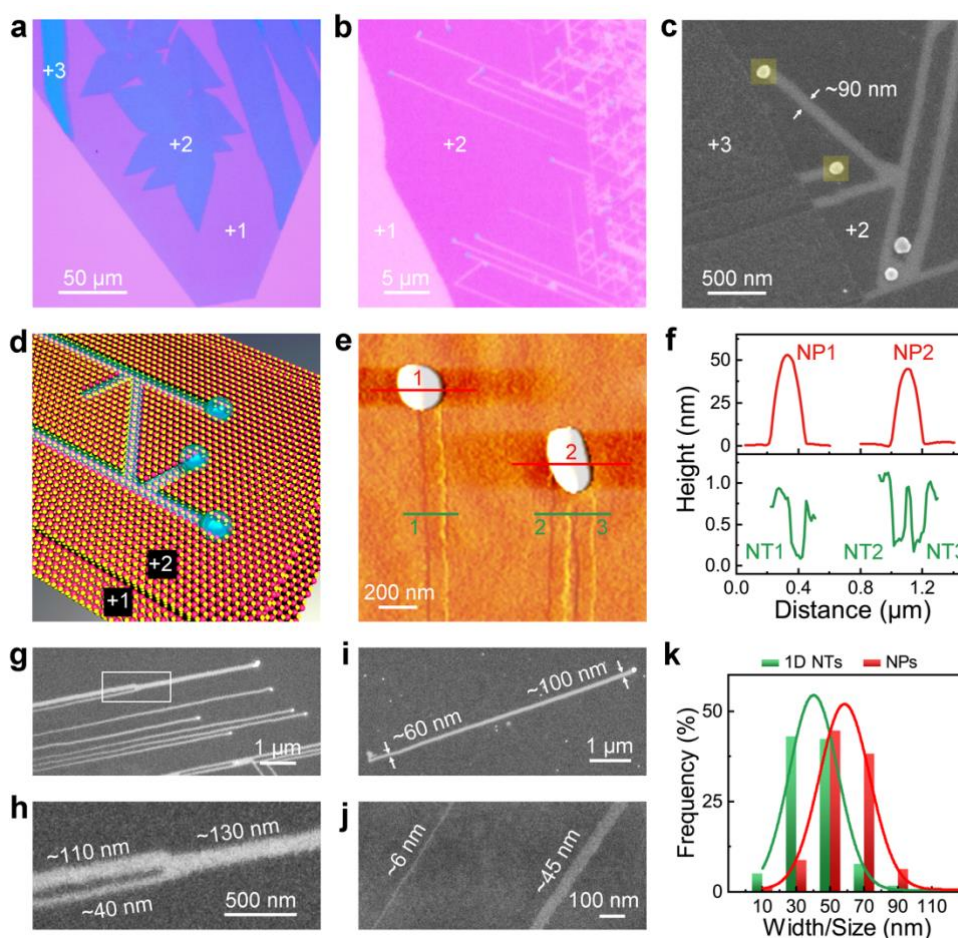 a
+3
+2
+1
50 µm
b
+2
+1
5 µm
c
~90 nm
+3
+2
500 nm
d
+2
+1
e
1
2
1
2
3
200 nm
f
NP1
NP2
50
25
0
1.0
0.5
0.0
NT1
NT2
NT3
0.0
0.4
0.8
1.2
Height (nm)
Distance (µm)
g
1 µm
h
~110 nm
~130 nm
~40 nm
500 nm
i
~100 nm
~60 nm
1 µm
j
~6 nm
~45 nm
100 nm
k
1D NTs
NPs
50
25
0
10
30
50
70
90
110
Frequency (%)
Width/Size (nm)